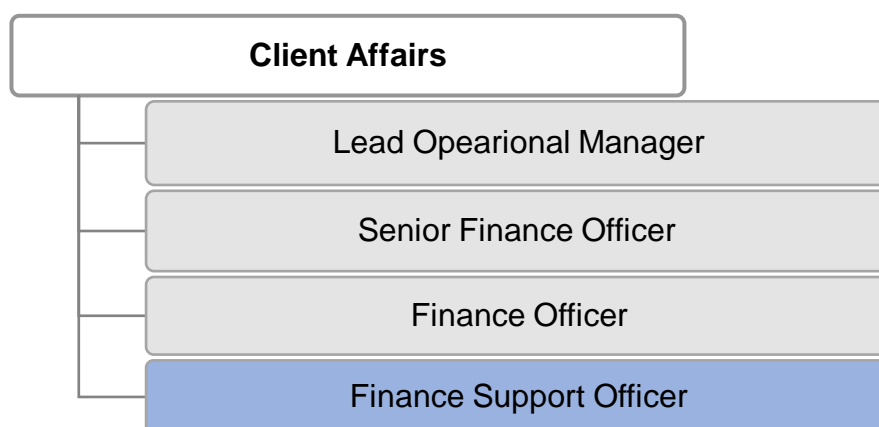 Client Affairs
Lead Opearional Manager
Senior Finance Officer
Finance Officer
Finance Support Officer